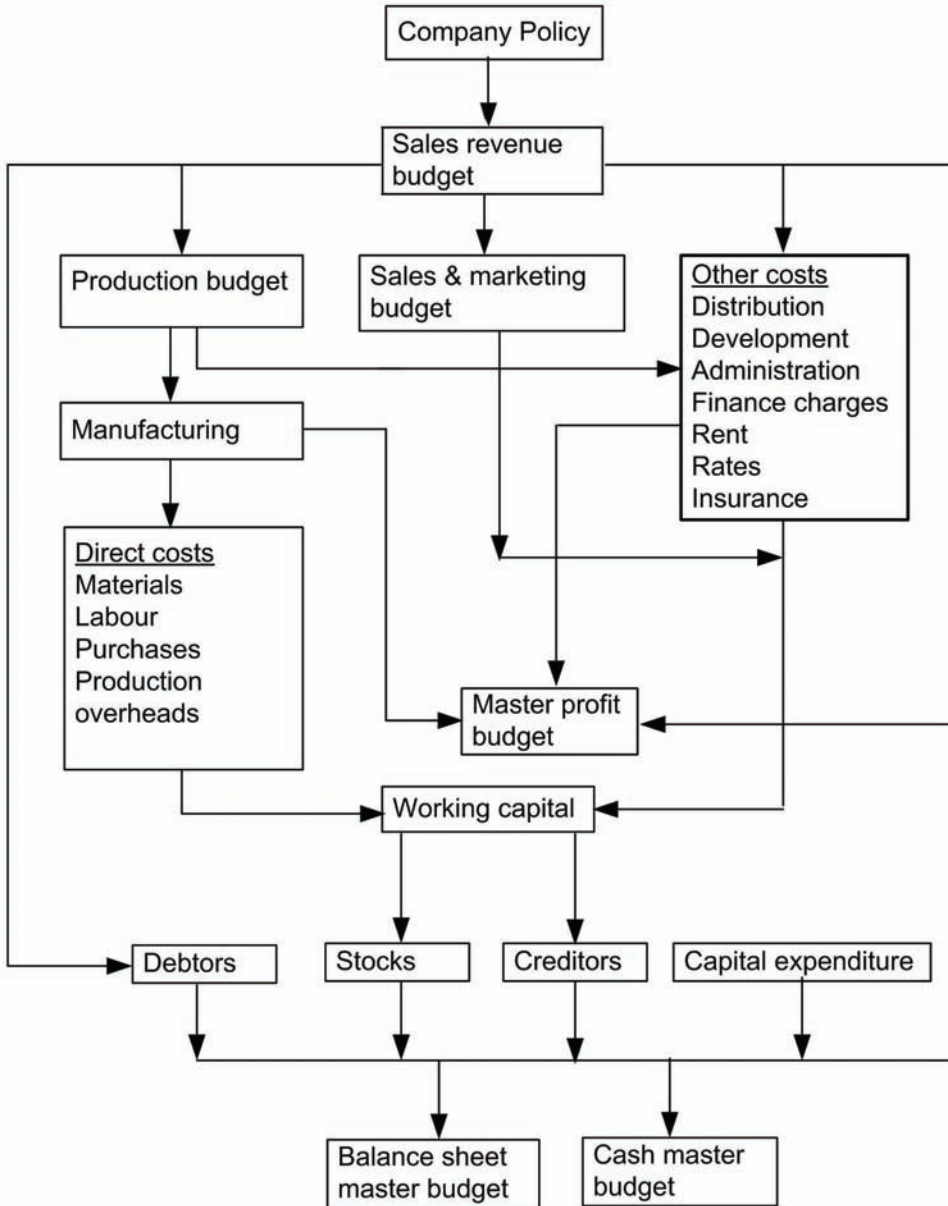 Company Policy
Sales revenue
budget
Production budget
Sales & marketing
budget
Other costs
Distribution
Development
Administration
Finance charges
Rent
Rates
Insurance
Manufacturing
Direct costs
Materials
Labour
Purchases
Production
overheads
Master profit
budget
Working capital
Debtors
Stocks
Creditors
Capital expenditure
Balance sheet
master budget
Cash master
budget